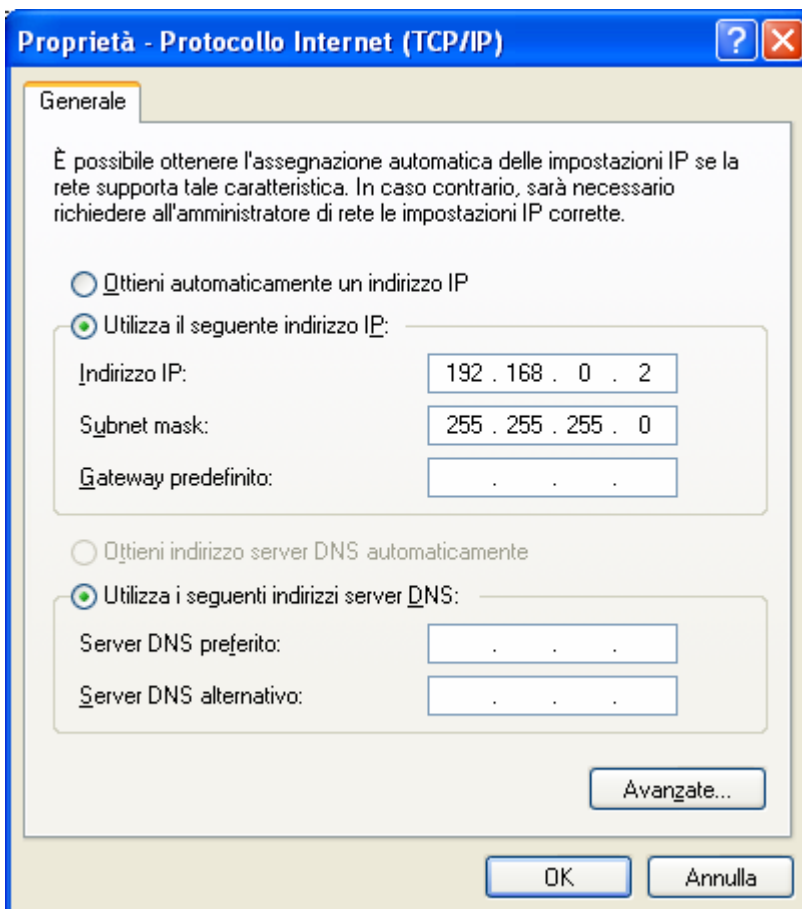 Proprietà - Protocollo Internet (TCP/IP)
Generale
È possibile ottenere l'assegnazione automatica delle impostazioni IP se la
rete supporta tale caratteristica. In caso contrario, sarà necessario
richiedere all'amministratore di rete le impostazioni IP corrette.
Ottieni automaticamente un indirizzo IP
Utilizza il seguente indirizzo IP:
Indirizzo IP: 192 . 168 . 0 . 2
Subnet mask: 255 . 255 . 255 . 0
Gateway predefinito: . . .
Ottieni indirizzo server DNS automaticamente
Utilizza i seguenti indirizzi server DNS:
Server DNS preferito: . . .
Server DNS alternativo: . . .
Avanzate...
OK Annulla